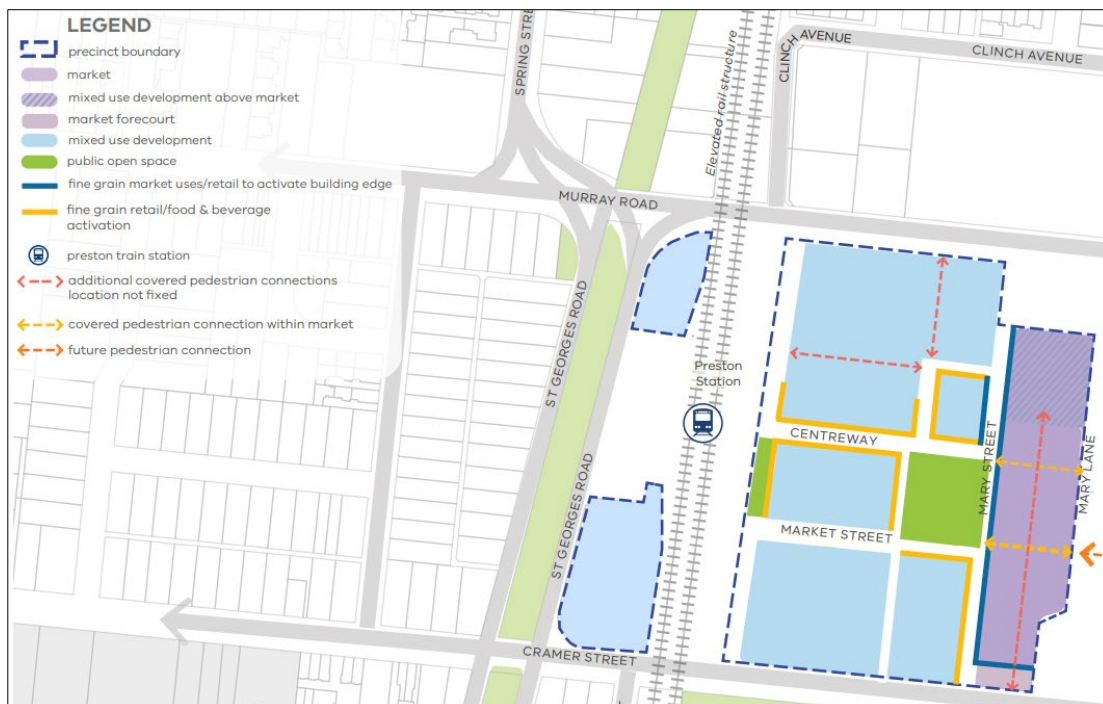 LEGEND
precinct boundary
market
mixed use development above market
market forecourt
mixed use development
public open space
fine grain market uses/retail to activate building edge
fine grain retail/food & beverage
activation
preston train station
additional covered pedestrian connections
location not fixed
covered pedestrian connection within market
future pedestrian connection
SPRING STRE
Elevated rail structure
CLINCH AVENUE
CLINCH AVENUE
CLINCH AVENUE
MURRAY ROAD
ST GEORGES ROAD
Preston
Station
CENTREWAY
MARY STREET
MARY LANE
MARKET STREET
ST GEORGES ROAD
CRAMER STREET